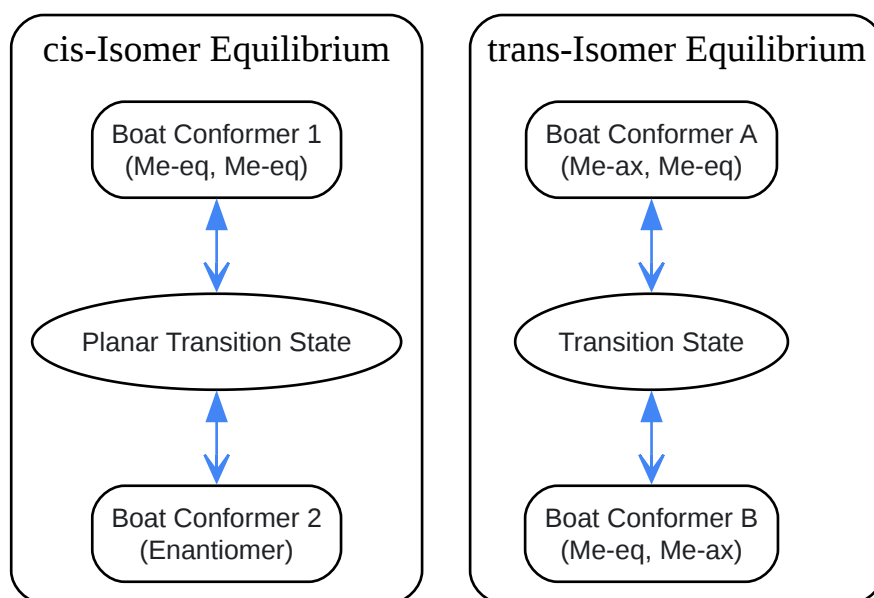 cis-Isomer Equilibrium
Boat Conformer 1
(Me-eq, Me-eq)
Planar Transition State
Boat Conformer 2
(Enantiomer)
trans-Isomer Equilibrium
Boat Conformer A
(Me-ax, Me-eq)
Transition State
Boat Conformer B
(Me-eq, Me-ax)